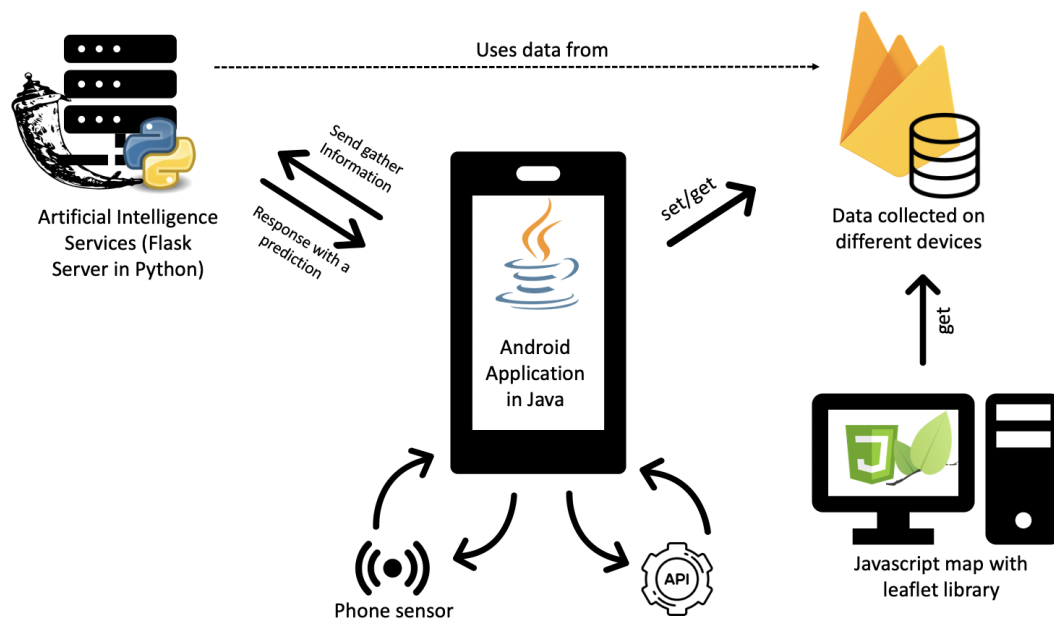 Uses data from
Send gather
Information
Response with a
prediction
Artificial Intelligence
Services (Flask
Server in Python)
set/get
Data collected on
different devices
Android
Application
in Java
get
Phone sensor
API
Javascript map with
leaflet library